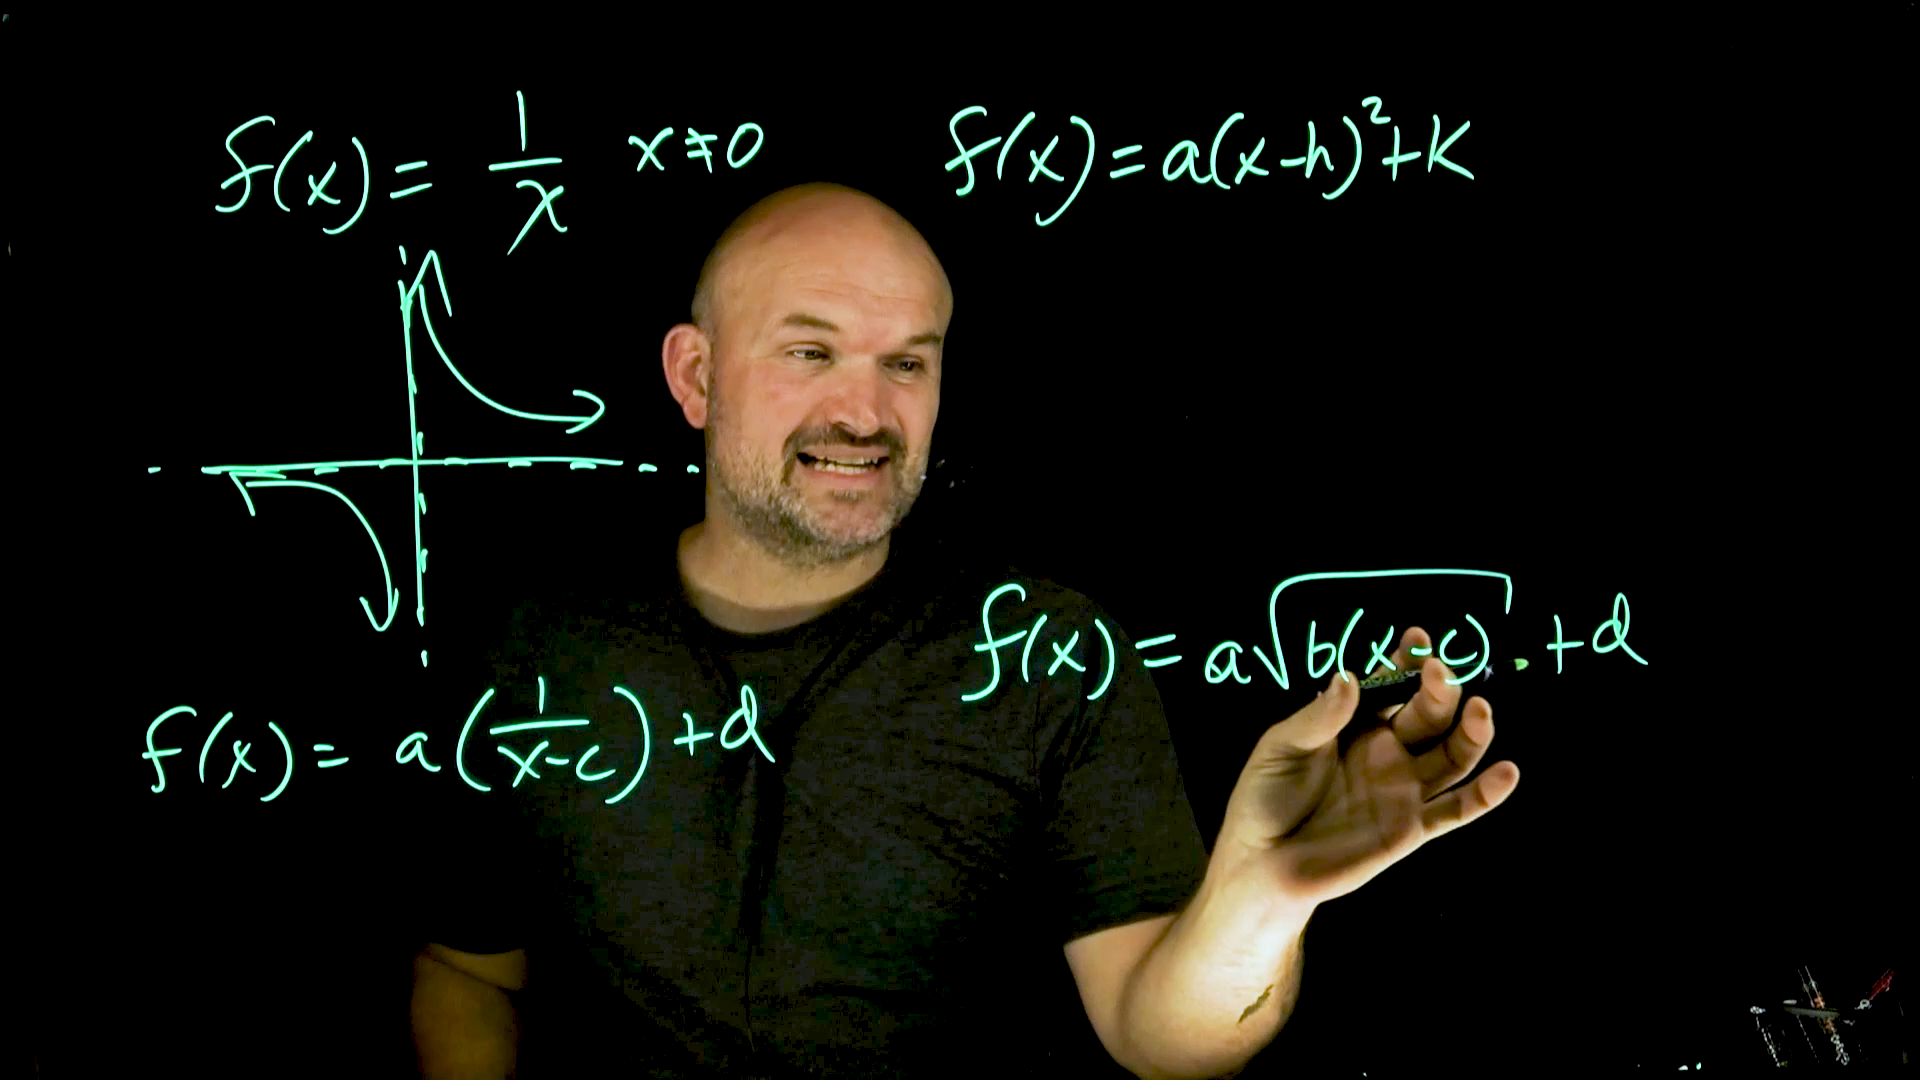 f(x) = 1/x x≠0
f(x) = a(x-h)²+k
f(x) = a√(b(x-c)) +d
f(x) = a(1/(x-c)) +d